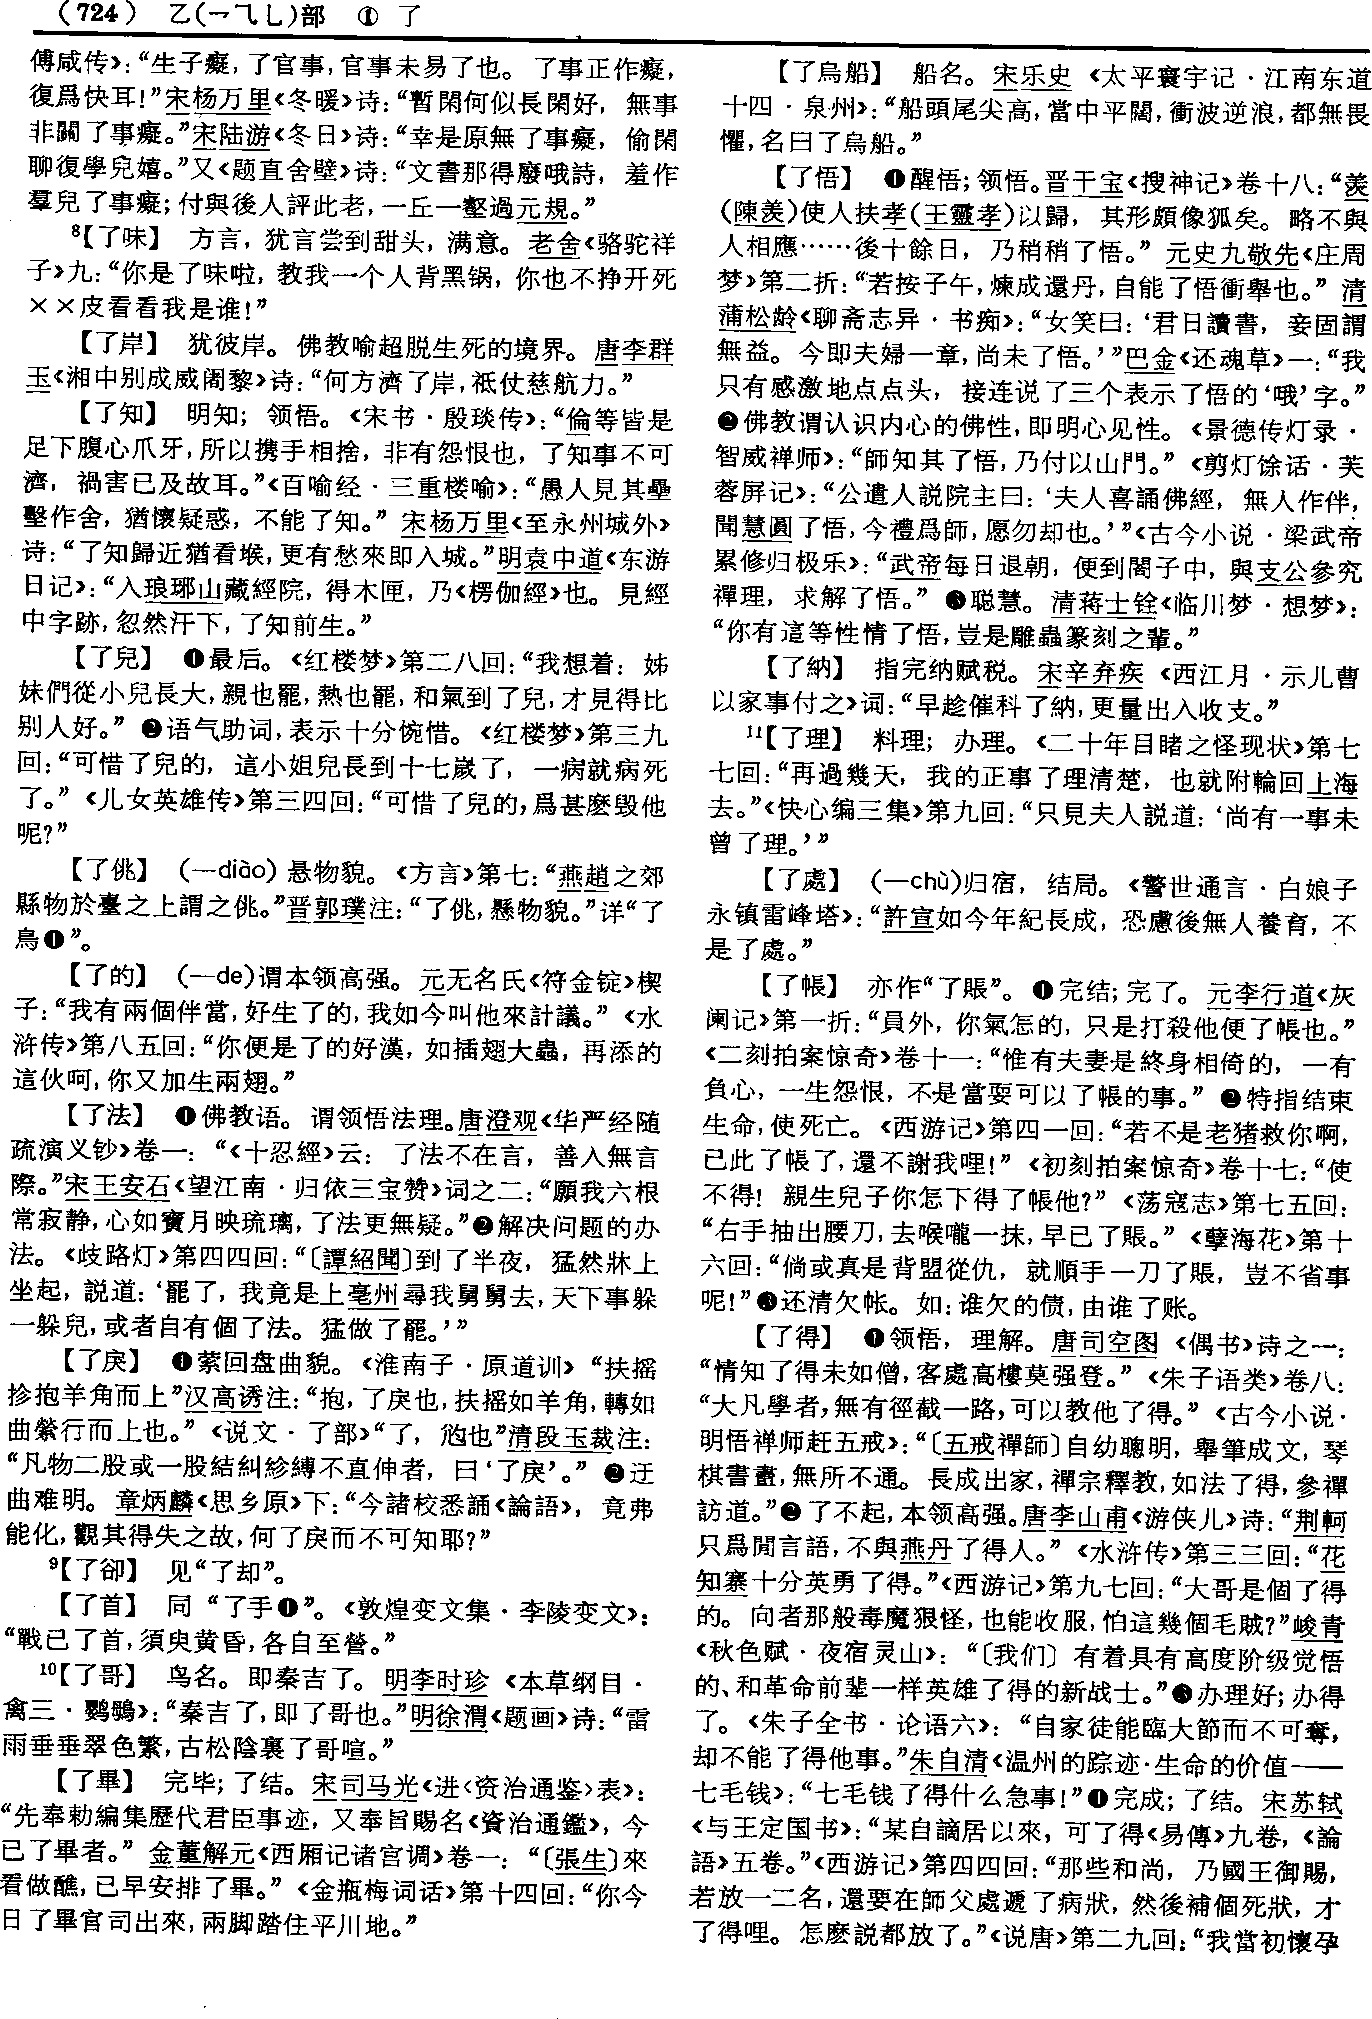 （724） 乙(乛⺄乚)部 ① 了
傅咸传》：“生子癡，了官事，官事未易了也。了事正作癡，
復爲快耳！”宋杨万里《冬暖》诗：“暫閑何似長閑好，無事
非關了事癡。”宋陆游《冬日》诗：“幸是原無了事癡，偷閑
聊復學兒嬉。”又《题直舍壁》诗：“文書那得廢哦詩，羞作
羣兒了事癡；付與後人評此老，一丘一壑過元規。”
⁸【了味】 方言，犹言尝到甜头，满意。老舍《骆驼祥
子》九：“你是了味啦，教我一个人背黑锅，你也不挣开死
××皮看看我是谁！”
【了岸】 犹彼岸。佛教喻超脱生死的境界。唐李群
玉《湘中别成威阇黎》诗：“何方濟了岸，祇仗慈航力。”
【了知】 明知；领悟。《宋书·殷琰传》：“倫等皆是
足下腹心爪牙，所以携手相捨，非有怨恨也，了知事不可
濟，禍害已及故耳。”《百喻经·三重楼喻》：“愚人見其壘
墼作舍，猶懷疑惑，不能了知。”宋杨万里《至永州城外》
诗：“了知歸近猶看堠，更有愁來即入城。”明袁中道《东游
日记》：“入琅琊山藏經院，得木匣，乃《楞伽經》也。見經
中字跡，忽然汗下，了知前生。”
【了兒】 ❶最后。《红楼梦》第二八回：“我想着：姊
妹們從小兒長大，親也罷，熱也罷，和氣到了兒，才見得比
别人好。”❷语气助词，表示十分惋惜。《红楼梦》第三九
回：“可惜了兒的，這小姐兒長到十七嵗了，一病就病死
了。”《儿女英雄传》第三四回：“可惜了兒的，爲甚麽毁他
呢？”
【了佻】 (—diào)悬物貌。《方言》第七：“燕趙之郊
縣物於臺之上謂之佻。”晋郭璞注：“了佻，懸物貌。”详“了
鳥❶”。
【了的】 (—de)谓本领高强。元无名氏《符金锭》楔
子：“我有兩個伴當，好生了的，我如今叫他來計議。”《水
浒传》第八五回：“你便是了的好漢，如插翅大蟲，再添的
這伙呵，你又加生兩翅。”
【了法】 ❶佛教语。谓领悟法理。唐澄观《华严经随
疏演义钞》卷一：“《十忍經》云：了法不在言，善入無言
際。”宋王安石《望江南·归依三宝赞》词之二：“願我六根
常寂静，心如寶月映琉璃，了法更無疑。”❷解决问题的办
法。《歧路灯》第四四回：“〔譚紹聞〕到了半夜，猛然牀上
坐起，説道：‘罷了，我竟是上亳州尋我舅舅去，天下事躲
一躲兒，或者自有個了法。猛做了罷。’”
【了戾】 ❶萦回盘曲貌。《淮南子·原道训》“扶摇
抮抱羊角而上”汉高诱注：“抱，了戾也，扶摇如羊角，轉如
曲縈行而上也。”《说文·了部》“了，尥也”清段玉裁注：
“凡物二股或一股結糾紾縛不直伸者，曰‘了戾’。”❷迂
曲难明。章炳麟《思乡原》下：“今諸校悉誦《論語》，竟弗
能化，觀其得失之故，何了戾而不可知耶？”
⁹【了卻】 见“了却”。
【了首】 同“了手❶”。《敦煌变文集·李陵变文》：
“戰已了首，須臾黄昏，各自至營。”
¹⁰【了哥】 鸟名。即秦吉了。明李时珍《本草纲目·
禽三·鹦䳇》：“秦吉了，即了哥也。”明徐渭《题画》诗：“雷
雨垂垂翠色繁，古松陰裏了哥喧。”
【了畢】 完毕；了结。宋司马光《进〈资治通鉴〉表》：
“先奉勅編集歷代君臣事迹，又奉旨賜名《資治通鑑》，今
已了畢者。”金董解元《西厢记诸宫调》卷一：“〔張生〕來
看做醮，已早安排了畢。”《金瓶梅词话》第十四回：“你今
日了畢官司出來，兩脚踏住平川地。”
【了鳥船】 船名。宋乐史《太平寰宇记·江南东道
十四·泉州》：“船頭尾尖高，當中平闊，衝波逆浪，都無畏
懼，名曰了鳥船。”
【了悟】 ❶醒悟；领悟。晋干宝《搜神记》卷十八：“羡
(陳羡)使人扶孝(王靈孝)以歸，其形頗像狐矣。略不與
人相應……後十餘日，乃稍稍了悟。”元史九敬先《庄周
梦》第二折：“若按子午，煉成還丹，自能了悟衝舉也。”清
蒲松龄《聊斋志异·书痴》：“女笑曰：‘君日讀書，妾固謂
無益。今即夫婦一章，尚未了悟。’”巴金《还魂草》一：“我
只有感激地点点头，接连说了三个表示了悟的‘哦’字。”
❷佛教谓认识内心的佛性，即明心见性。《景德传灯录·
智威禅师》：“師知其了悟，乃付以山門。”《剪灯馀话·芙
蓉屏记》：“公遣人説院主曰：‘夫人喜誦佛經，無人作伴，
聞慧圓了悟，今禮爲師，愿勿却也。’”《古今小说·梁武帝
累修归极乐》：“武帝每日退朝，便到閣子中，與支公參究
禪理，求解了悟。”❸聪慧。清蒋士铨《临川梦·想梦》：
“你有這等性情了悟，豈是雕蟲篆刻之輩。”
【了納】 指完纳赋税。宋辛弃疾《西江月·示儿曹
以家事付之》词：“早趁催科了納，更量出入收支。”
¹¹【了理】 料理；办理。《二十年目睹之怪现状》第七
七回：“再過幾天，我的正事了理清楚，也就附輪回上海
去。”《快心编三集》第九回：“只見夫人説道：‘尚有一事未
曾了理。’”
【了處】 (—chù)归宿，结局。《警世通言·白娘子
永镇雷峰塔》：“許宣如今年紀長成，恐慮後無人養育，不
是了處。”
【了帳】 亦作“了賬”。❶完结；完了。元李行道《灰
阑记》第一折：“員外，你氣怎的，只是打殺他便了帳也。”
《二刻拍案惊奇》卷十一：“惟有夫妻是終身相倚的，一有
負心，一生怨恨，不是當耍可以了帳的事。”❷特指结束
生命，使死亡。《西游记》第四一回：“若不是老猪救你啊，
已此了帳了，還不謝我哩！”《初刻拍案惊奇》卷十七：“使
不得！親生兒子你怎下得了帳他？”《荡寇志》第七五回：
“右手抽出腰刀，去喉嚨一抹，早已了賬。”《孽海花》第十
六回：“倘或真是背盟從仇，就順手一刀了賬，豈不省事
呢！”❸还清欠帐。如：谁欠的债，由谁了账。
【了得】 ❶领悟，理解。唐司空图《偶书》诗之一：
“情知了得未如僧，客處高樓莫强登。”《朱子语类》卷八：
“大凡學者，無有徑截一路，可以教他了得。”《古今小说·
明悟禅师赶五戒》：“〔五戒禪師〕自幼聰明，舉筆成文，琴
棋書畫，無所不通。長成出家，禪宗釋教，如法了得，參禪
訪道。”❷了不起，本领高强。唐李山甫《游侠儿》诗：“荆軻
只爲閒言語，不與燕丹了得人。”《水浒传》第三三回：“花
知寨十分英勇了得。”《西游记》第九七回：“大哥是個了得
的。向者那般毒魔狠怪，也能收服，怕這幾個毛賊？”峻青
《秋色赋·夜宿灵山》：“〔我们〕有着具有高度阶级觉悟
的、和革命前辈一样英雄了得的新战士。”❸办理好；办得
了。《朱子全书·论语六》：“自家徒能臨大節而不可奪，
却不能了得他事。”朱自清《温州的踪迹·生命的价值——
七毛钱》：“七毛钱了得什么急事！”❹完成；了结。宋苏轼
《与王定国书》：“某自謫居以來，可了得《易傳》九卷，《論
語》五卷。”《西游记》第四四回：“那些和尚，乃國王御賜，
若放一二名，還要在師父處遞了病狀，然後補個死狀，才
了得哩。怎麽説都放了。”《说唐》第二九回：“我當初懷孕